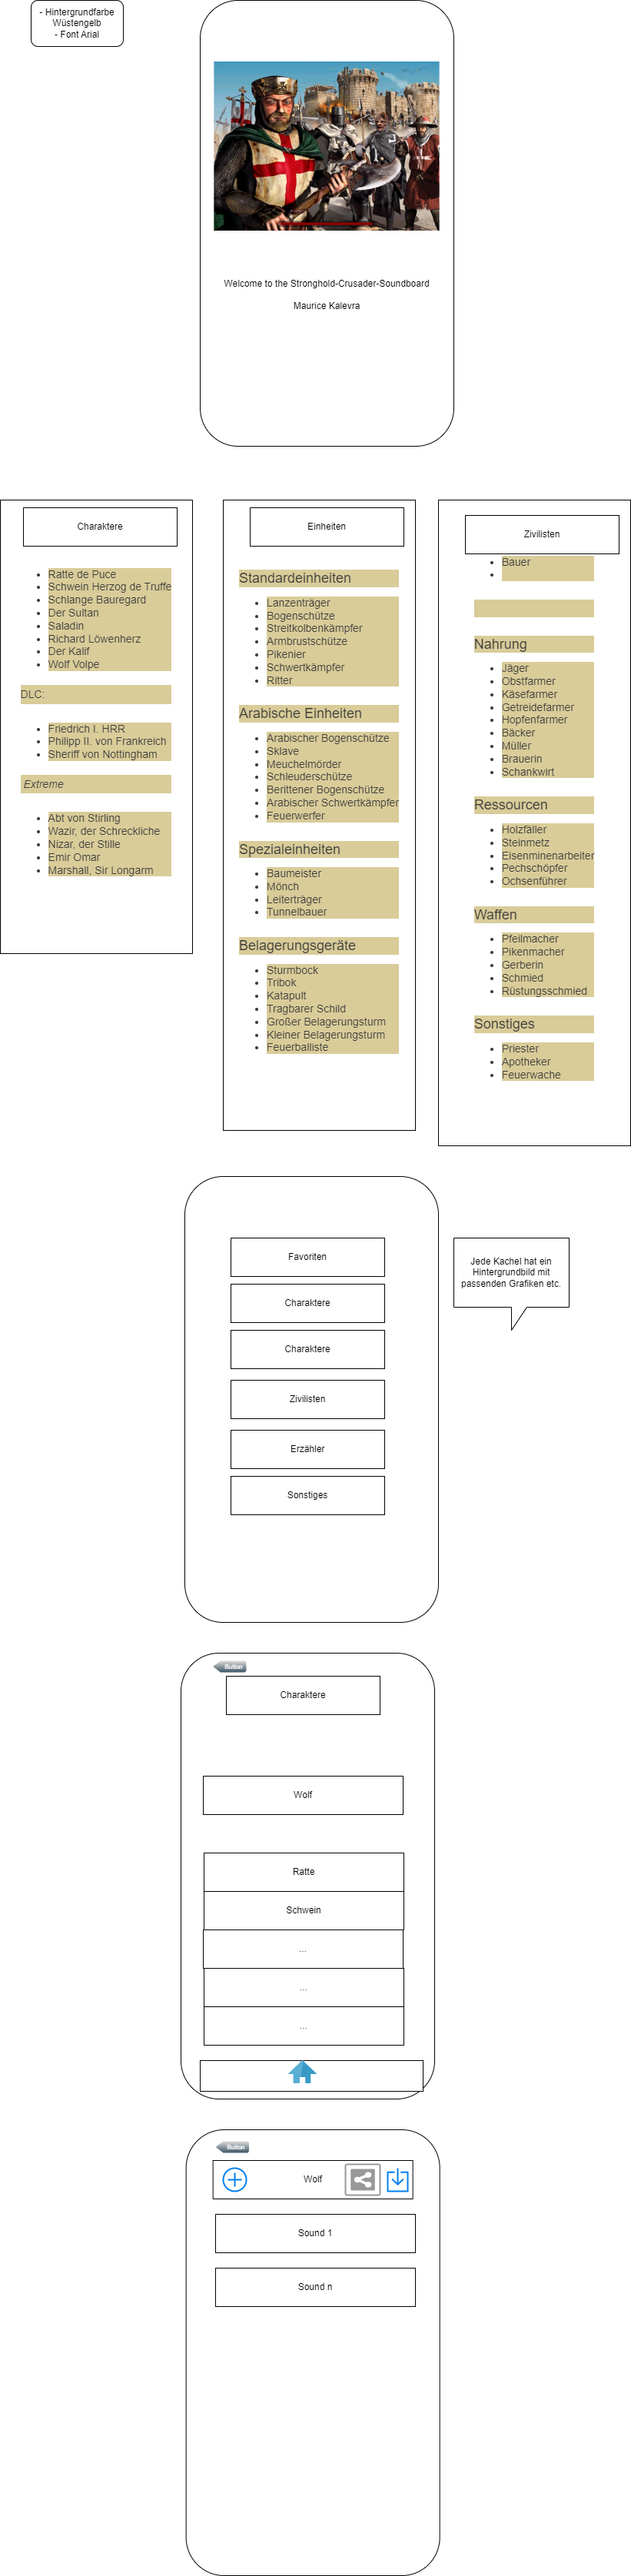 - Hintergrundfarbe
Wüstengelb
- Font Arial
Welcome to the Stronghold-Crusader-Soundboard
Maurice Kalevra
Charaktere
Ratte de Puce
Schwein Herzog de Truffe
Schlange Bauregard
Der Sultan
Saladin
Richard Löwenherz
Der Kalif
Wolf Volpe
DLC:
Friedrich I. HRR
Philipp II. von Frankreich
Sheriff von Nottingham
Extreme
Abt von Stirling
Wazir, der Schreckliche
Nizar, der Stille
Emir Omar
Marshall, Sir Longarm
Einheiten
Standardeinheiten
Lanzenträger
Bogenschütze
Streitkolbenkämpfer
Armbrustschütze
Pikenier
Schwertkämpfer
Ritter
Arabische Einheiten
Arabischer Bogenschütze
Sklave
Meuchelmörder
Schleuderschütze
Berittener Bogenschütze
Arabischer Schwertkämpfer
Feuerwerfer
Spezialeinheiten
Baumeister
Mönch
Leiterträger
Tunnelbauer
Belagerungsgeräte
Sturmbock
Tribok
Katapult
Tragbarer Schild
Großer Belagerungsturm
Kleiner Belagerungsturm
Feuerballiste
Zivilisten
Bauer
Nahrung
Jäger
Obstfarmer
Käsefarmer
Getreidefarmer
Hopfenfarmer
Bäcker
Müller
Brauerin
Schankwirt
Ressourcen
Holzfäller
Steinmetz
Eisenminenarbeiter
Pechschöpfer
Ochsenführer
Waffen
Pfeilmacher
Pikenmacher
Gerberin
Schmied
Rüstungsschmied
Sonstiges
Priester
Apotheker
Feuerwache
Favoriten
Charaktere
Charaktere
Zivilisten
Erzähler
Sonstiges
Jede Kachel hat ein
Hintergrundbild mit
passenden Grafiken etc.
Button
Charaktere
Wolf
Ratte
Schwein
...
...
...
Button
Wolf
Sound 1
Sound n